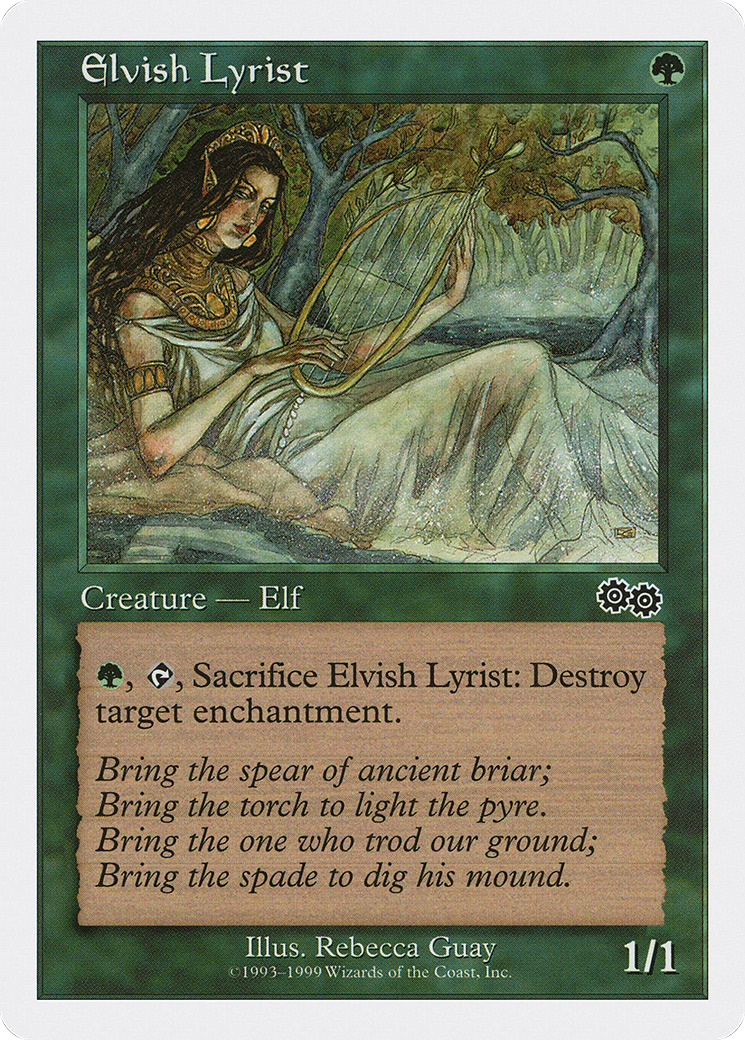 Elvish Lyrist
Creature — Elf
, , Sacrifice Elvish Lyrist: Destroy
target enchantment.
Bring the spear of ancient briar;
Bring the torch to light the pyre.
Bring the one who trod our ground;
Bring the spade to dig his mound.
Illus. Rebecca Guay
©1993–1999 Wizards of the Coast, Inc.
1/1